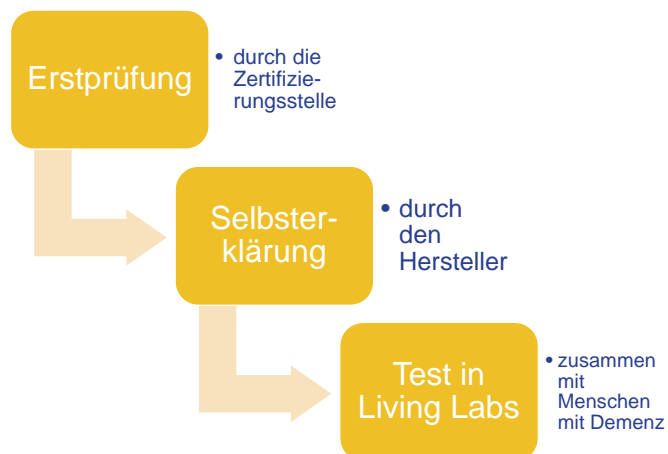 Erstprüfung
• durch die
Zertifizie-
rungsstelle
Selbster-
klärung
• durch
den
Hersteller
Test in
Living Labs
• zusammen
mit
Menschen
mit Demenz